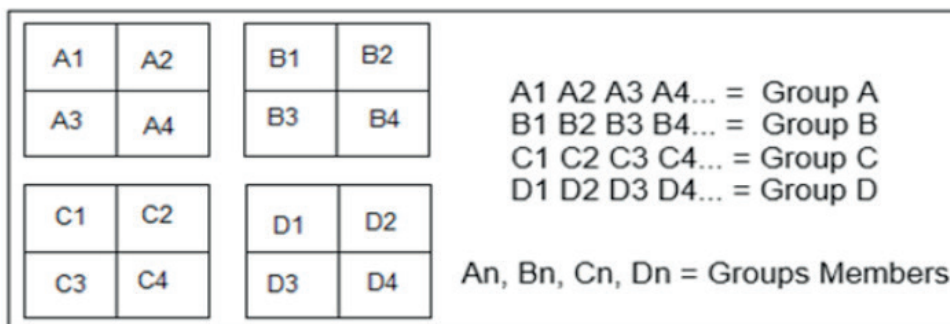 A1 A2 B1 B2
A3 A4 B3 B4
C1 C2 D1 D2
C3 C4 D3 D4
A1 A2 A3 A4... = Group A
B1 B2 B3 B4... = Group B
C1 C2 C3 C4... = Group C
D1 D2 D3 D4... = Group D
An, Bn, Cn, Dn = Groups Members